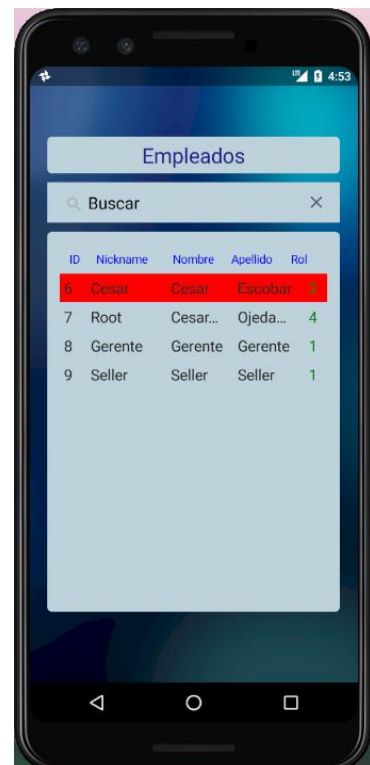 LTE 4:53
Empleados
Buscar
ID Nickname Nombre Apellido Rol
6 Cesar Cesar Escobar
7 Root Cesar... Ojeda... 4
8 Gerente Gerente Gerente 1
9 Seller Seller Seller 1